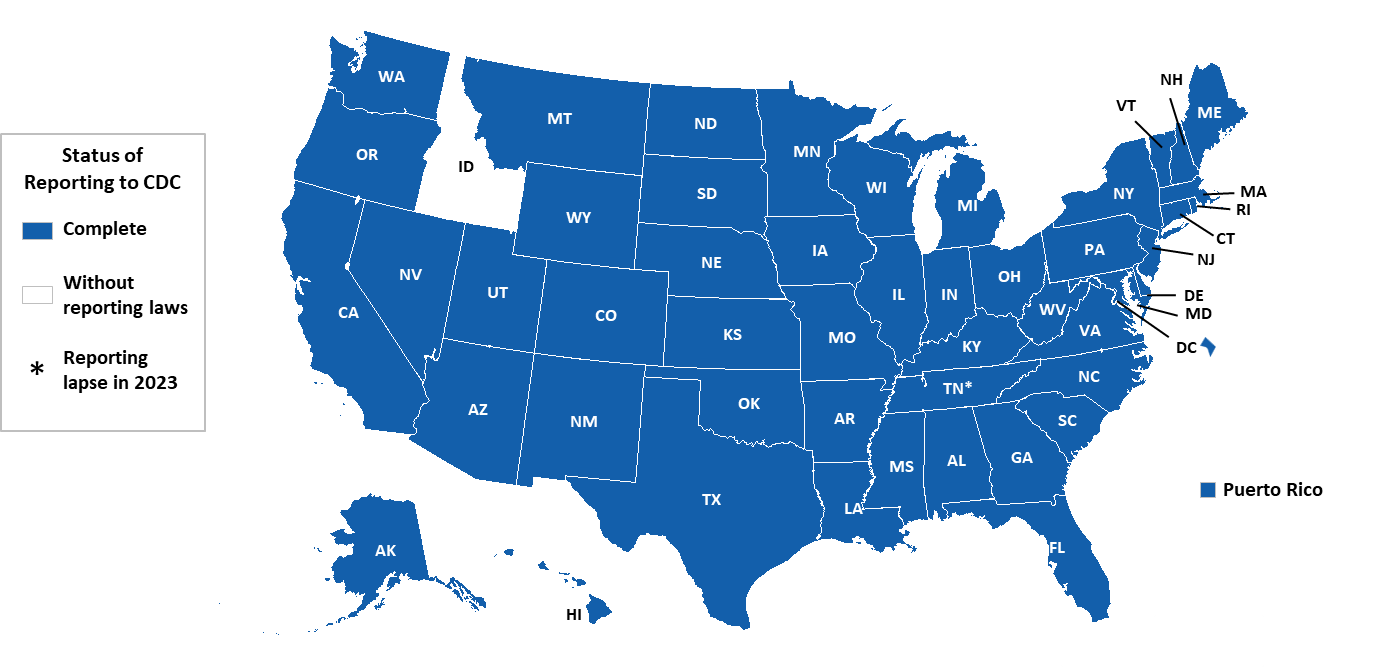 Status of
Reporting to CDC
Complete
Without
reporting laws
* Reporting
lapse in 2023
WA
MT
ND
MN
OR
ID
SD
WI
MI
WY
NE
IA
NV
UT
CO
KS
MO
IL
IN
OH
PA
NY
VT
NH
ME
MA
RI
CT
NJ
DE
MD
DC
CA
WV
VA
KY
NC
TN*
AZ
NM
OK
AR
SC
MS
AL
GA
TX
LA
FL
AK
HI
Puerto Rico